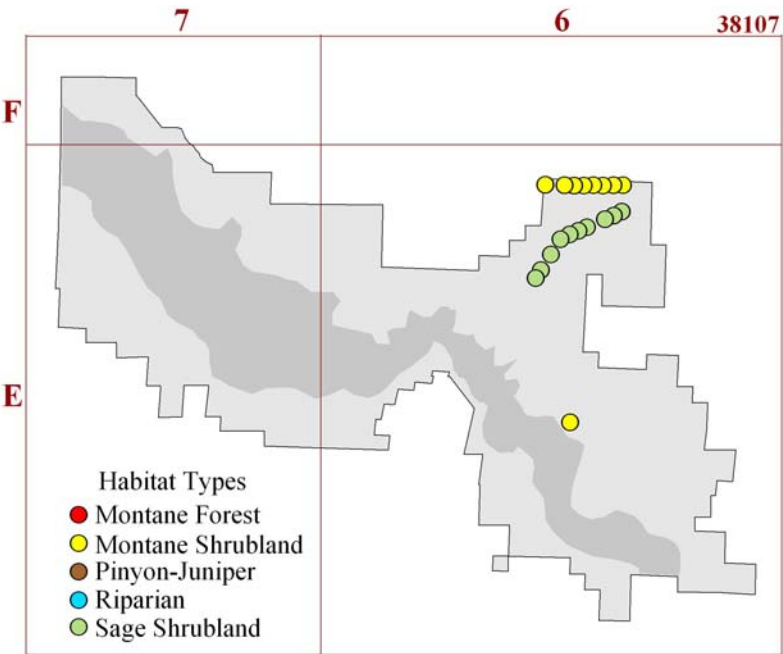 7 6 38107
F
E
Habitat Types
Montane Forest
Montane Shrubland
Pinyon-Juniper
Riparian
Sage Shrubland